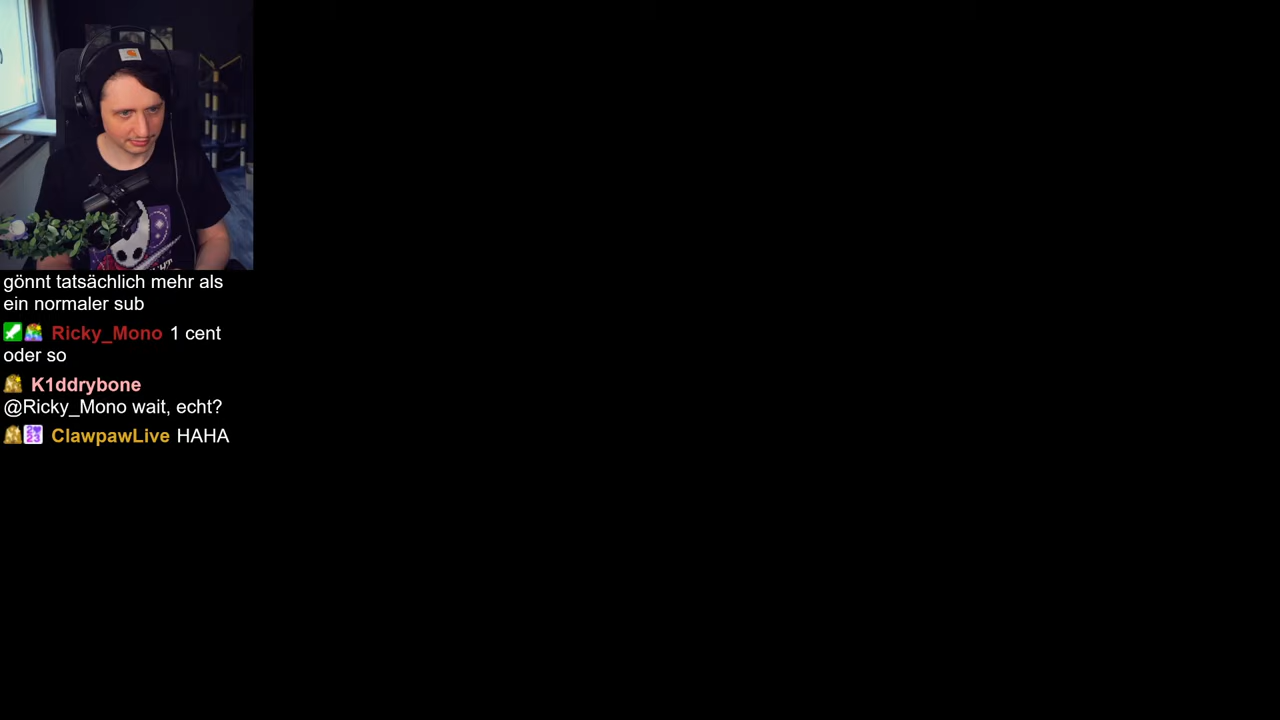 gönnt tatsächlich mehr als
ein normaler sub
Ricky_Mono 1 cent
oder so
K1ddrybone
@Ricky_Mono wait, echt?
ClawpawLive HAHA